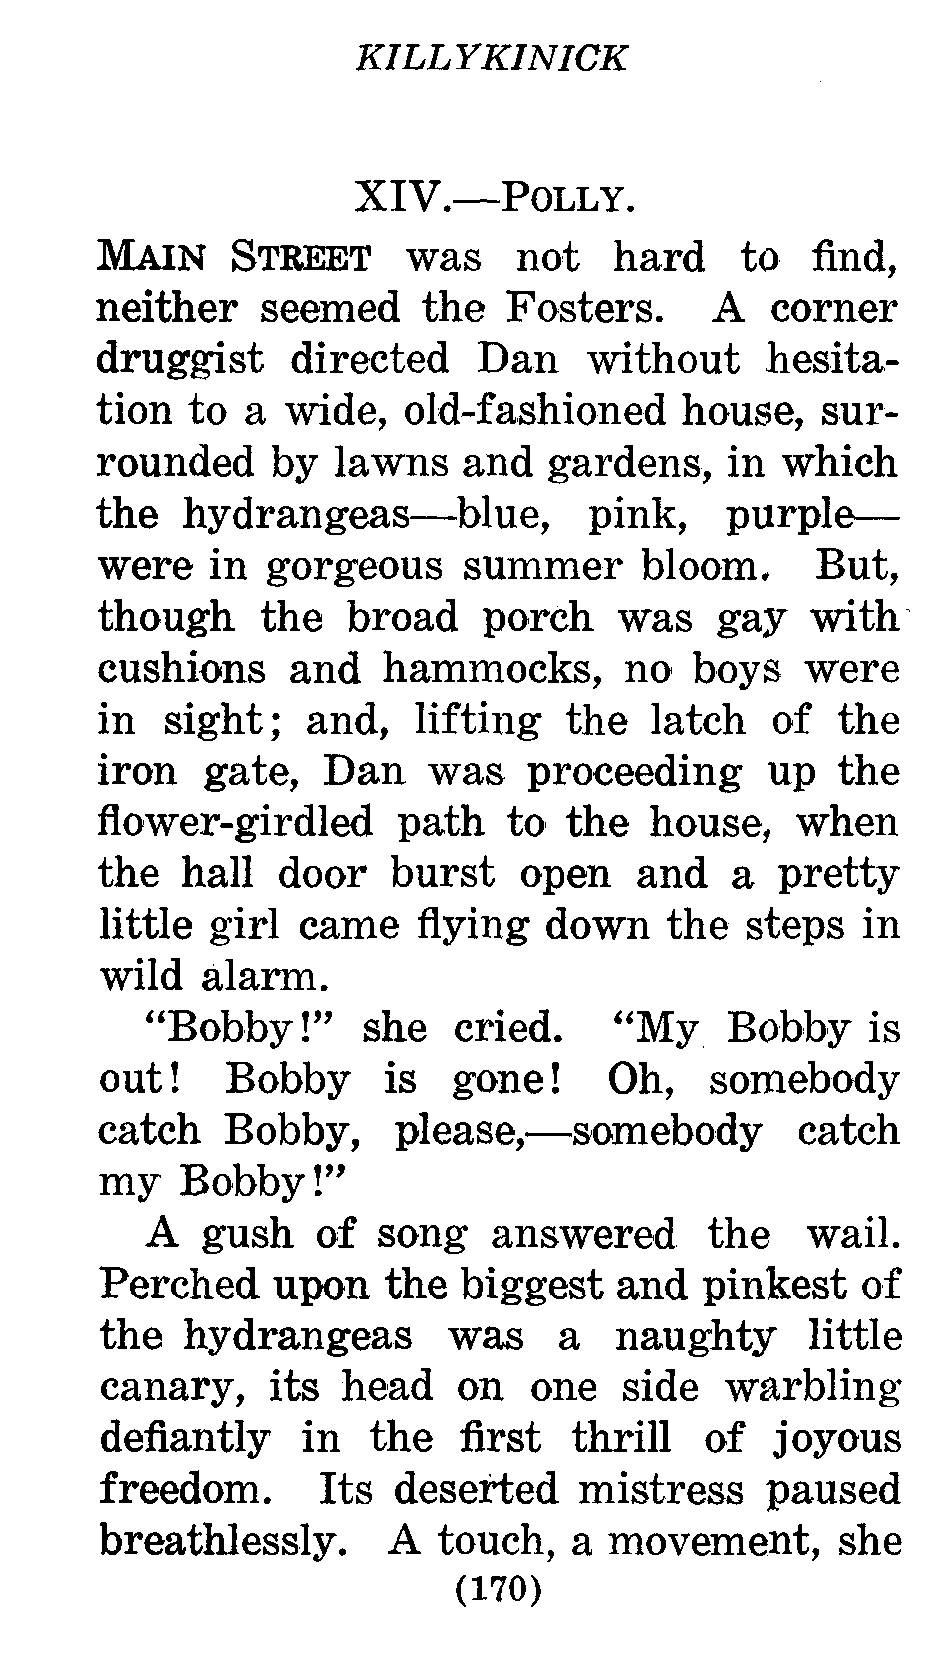 KILLYKINICK
XIV.—POLLY.
MAIN STREET was not hard to find,
neither seemed the Fosters. A corner
druggist directed Dan without hesita-
tion to a wide, old-fashioned house, sur-
rounded by lawns and gardens, in which
the hydrangeas—blue, pink, purple—
were in gorgeous summer bloom. But,
though the broad porch was gay with
cushions and hammocks, no boys were
in sight; and, lifting the latch of the
iron gate, Dan was proceeding up the
flower-girdled path to the house, when
the hall door burst open and a pretty
little girl came flying down the steps in
wild alarm.
"Bobby!" she cried. "My Bobby is
out! Bobby is gone! Oh, somebody
catch Bobby, please,—somebody catch
my Bobby!"
A gush of song answered the wail.
Perched upon the biggest and pinkest of
the hydrangeas was a naughty little
canary, its head on one side warbling
defiantly in the first thrill of joyous
freedom. Its deserted mistress paused
breathlessly. A touch, a movement, she
(170)